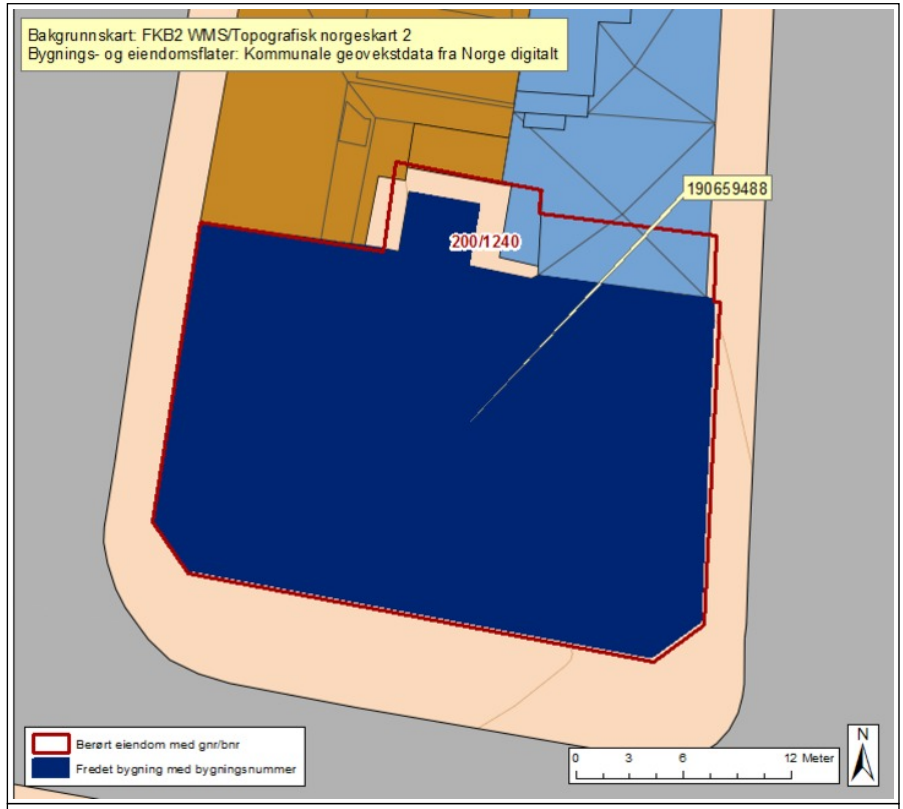 Bakgrunnskart: FKB2 WMS/Topografisk norgeskart 2
Bygnings- og eiendomsflater: Kommunale geovekstdata fra Norge digitalt
190659488
200/1240
Berørt eiendom med gnr/bnr
Fredet bygning med bygningsnummer
0 3 6 12 Meter
N